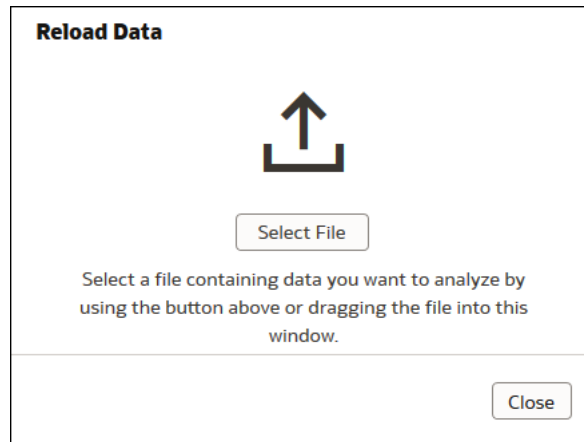 Reload Data
Select File
Select a file containing data you want to analyze by
using the button above or dragging the file into this
window.
Close